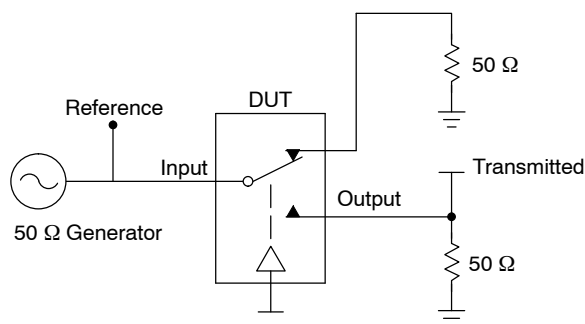 50 Ω
DUT
Reference
Transmitted
Input
Output
50 Ω Generator
50 Ω